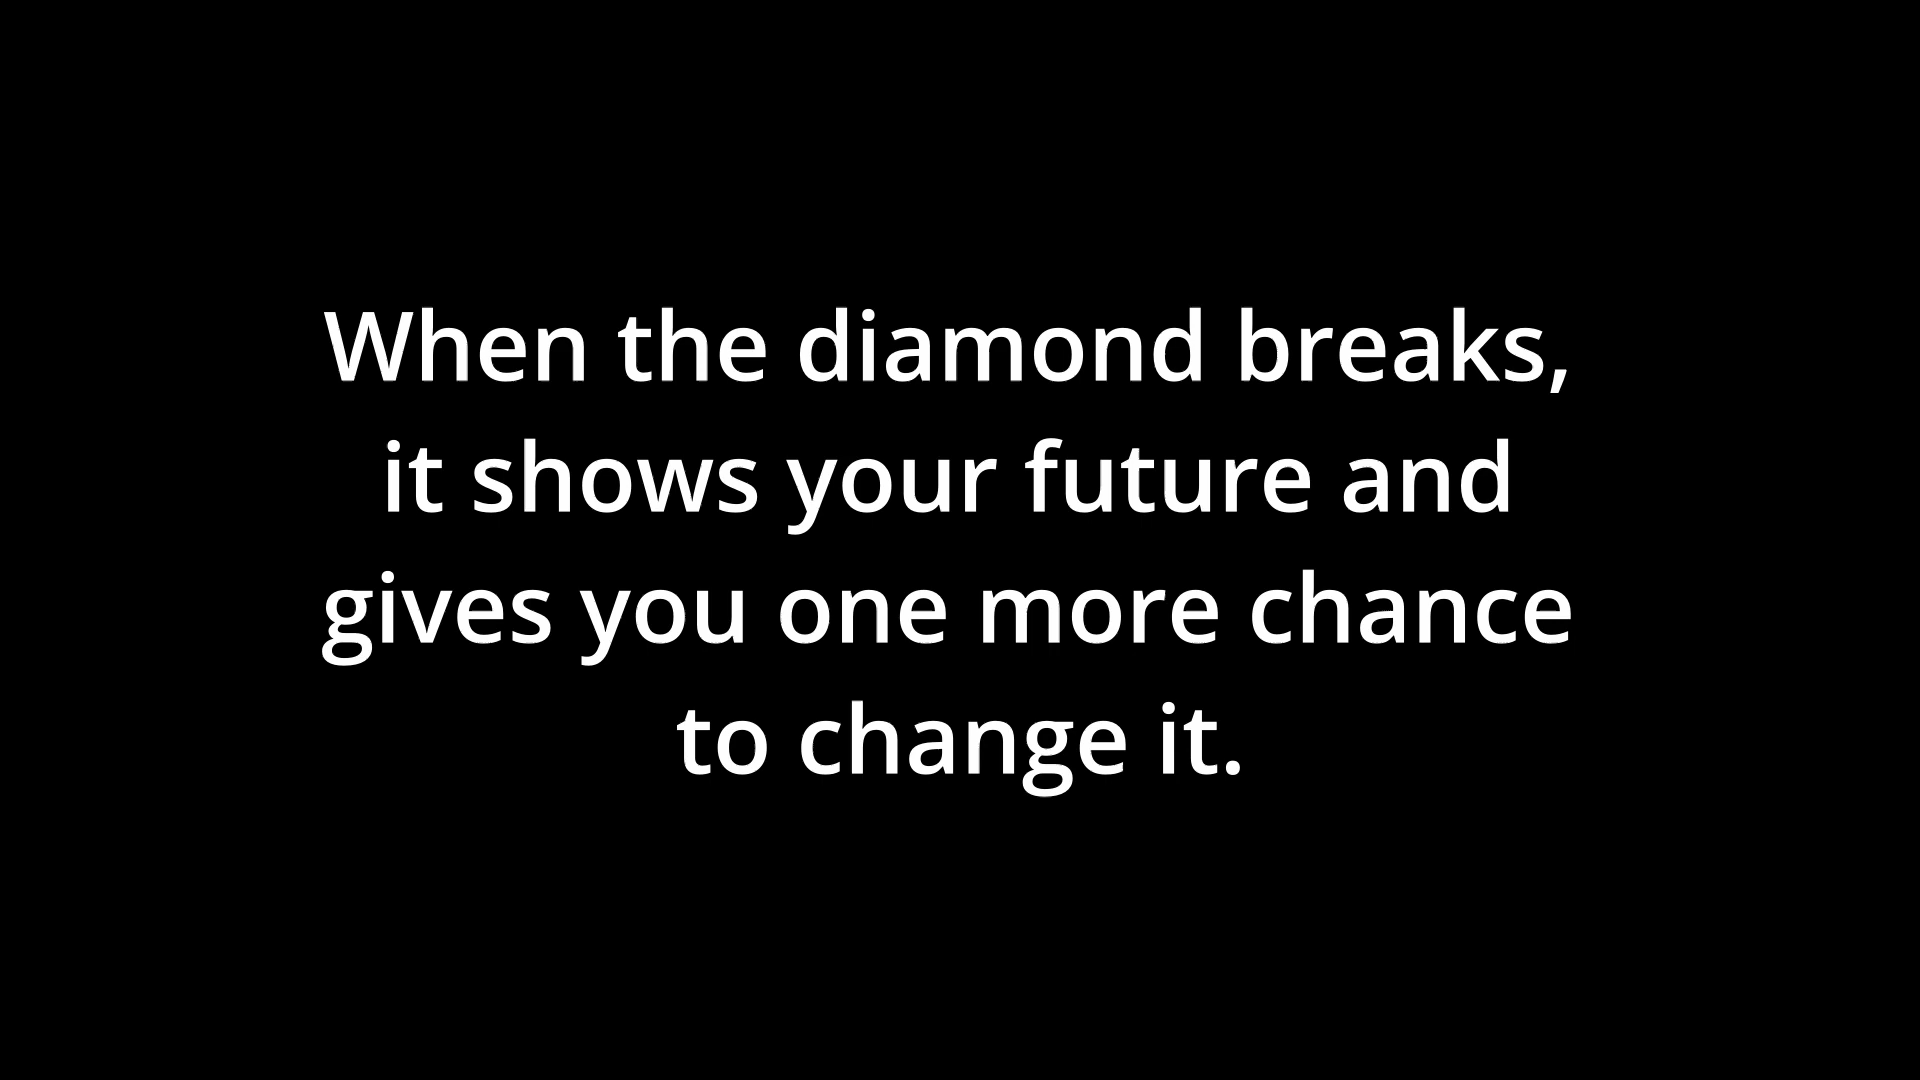 When the diamond breaks,
it shows your future and
gives you one more chance
to change it.